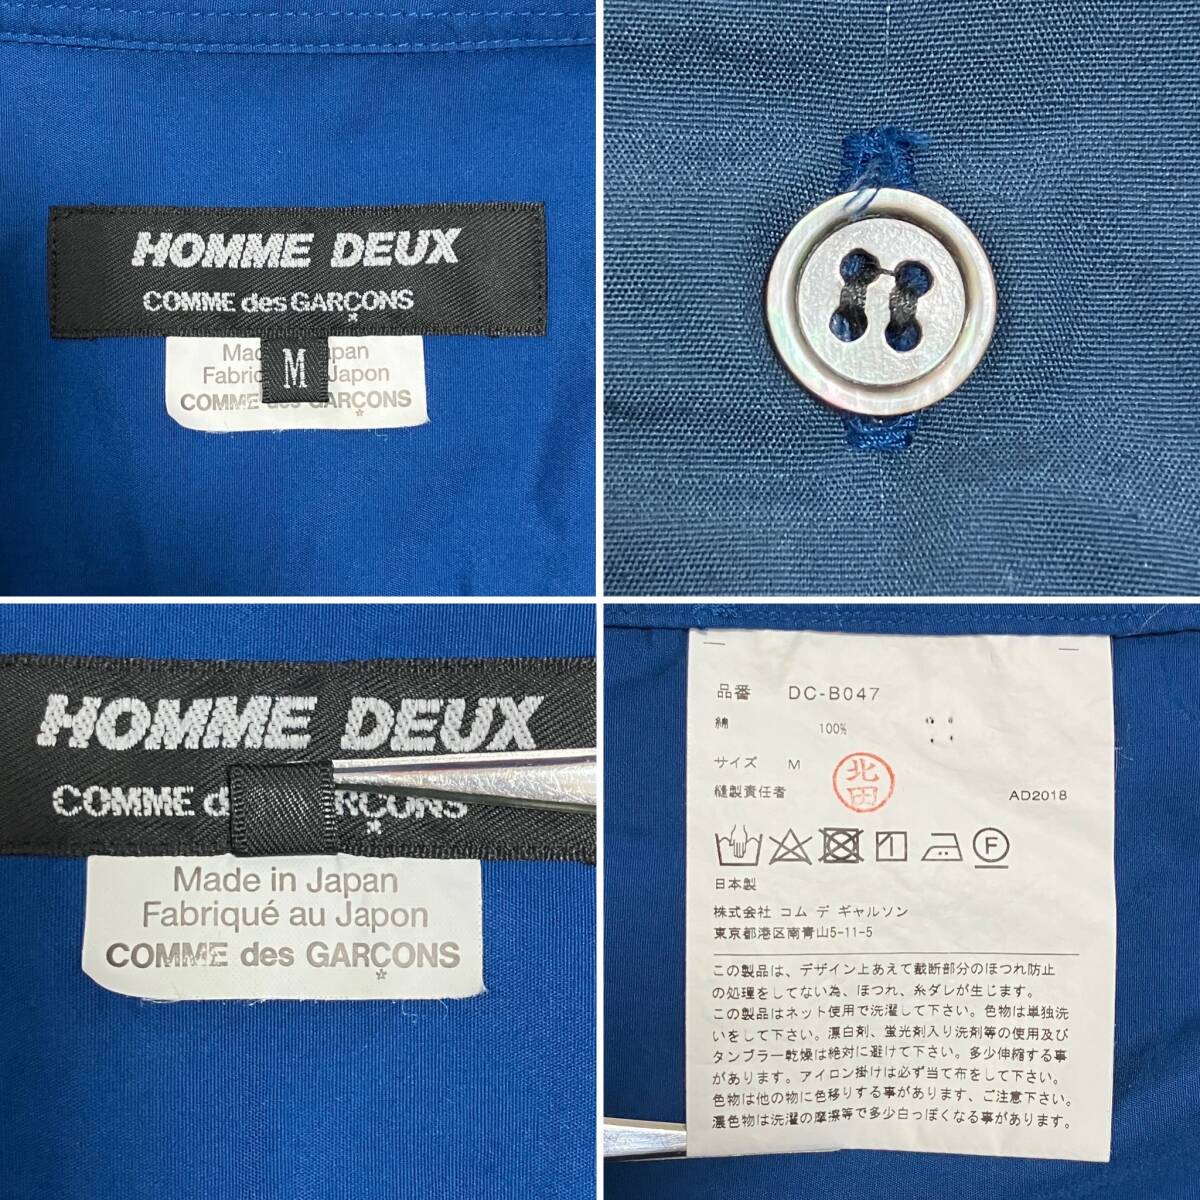 HOMME DEUX
COMME des GARÇONS
M
Japon
COMME des GARÇONS
HOMME DEUX
COMME GARÇONS
Made in Japan
Fabriqué au Japon
COMME des GARÇONS
品番 DC-B047
綿 100%
サイズ M
北田
縫製責任者 AD2018
F
日本製
株式会社 コム デ ギャルソン
東京都港区南青山5-11-5
この製品は、デザイン上あえて裁断部分のほつれ防止
の処理をしてない為、ほつれ、糸ダレが生じます。
この製品はネット使用で洗濯して下さい。色物は単独洗
いをして下さい。漂白剤、蛍光剤入り洗剤等の使用及び
タンブラー乾燥は絶対に避けて下さい。多少伸縮する事
があります。アイロン掛けは必ず当て布をして下さい。
色物は他の物に色移りする事があります、ご注意下さい。
濃色物は洗濯の摩擦等で多少白っぽくなる事があります。